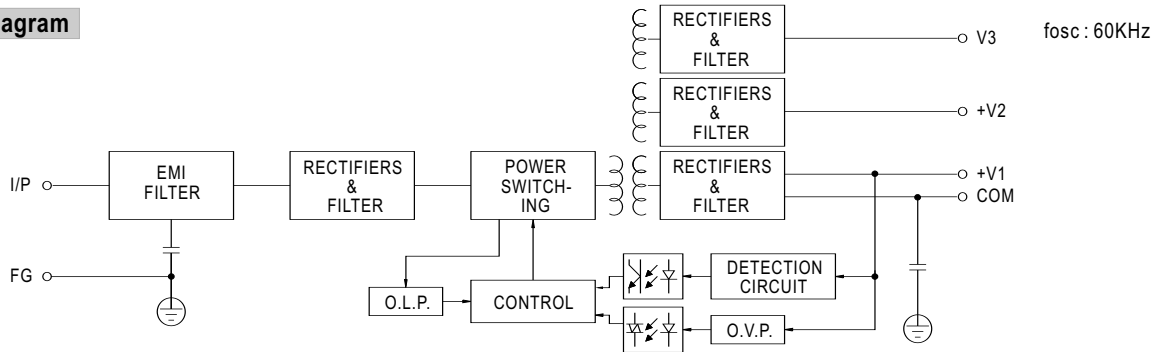 agram
RECTIFIERS
&
FILTER
V3
fosc : 60KHz
RECTIFIERS
&
FILTER
+V2
I/P
EMI
FILTER
RECTIFIERS
&
FILTER
POWER
SWITCH-
ING
RECTIFIERS
&
FILTER
+V1
COM
FG
O.L.P.
CONTROL
DETECTION
CIRCUIT
O.V.P.